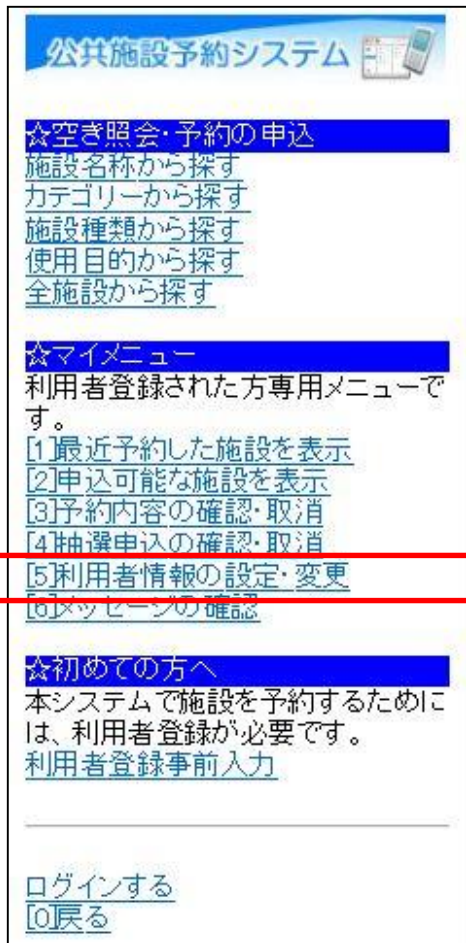 公共施設予約システム
☆空き照会・予約の申込
施設名称から探す
カテゴリーから探す
施設種類から探す
使用目的から探す
全施設から探す
☆マイメニュー
利用者登録された方専用メニューで
す。
[1]最近予約した施設を表示
[2]申込可能な施設を表示
[3]予約内容の確認・取消
[4]抽選申込の確認・取消
[5]利用者情報の設定・変更
[6]メッセージの確認
☆初めての方へ
本システムで施設を予約するために
は、利用者登録が必要です。
利用者登録事前入力
ログインする
[0]戻る